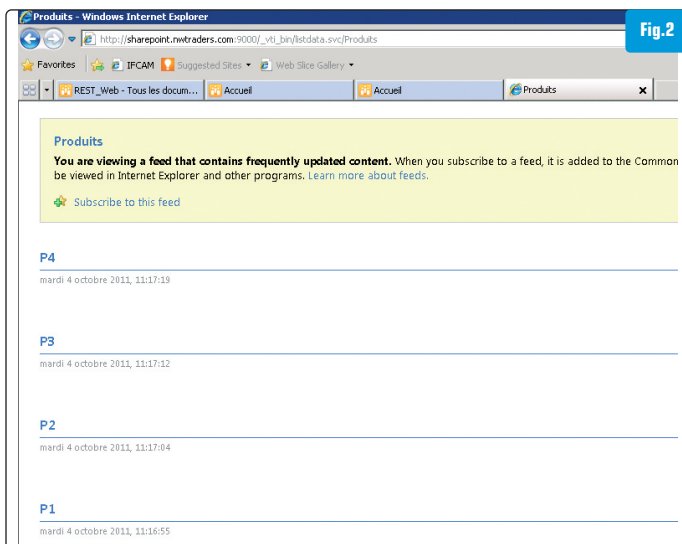 Produits - Windows Internet Explorer
Fig.2
http://sharepoint.nwtraders.com:9000/_vti_bin/listdata.svc/Produits
Favorites IFCAM Suggested Sites Web Slice Gallery
REST_Web - Tous les docum... Accueil Accueil Produits
Produits
You are viewing a feed that contains frequently updated content. When you subscribe to a feed, it is added to the Common
be viewed in Internet Explorer and other programs. Learn more about feeds.
Subscribe to this feed
P4
mardi 4 octobre 2011, 11:17:19
P3
mardi 4 octobre 2011, 11:17:12
P2
mardi 4 octobre 2011, 11:17:04
P1
mardi 4 octobre 2011, 11:16:55